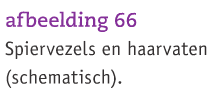 afbeelding 66
Spiervezels en haarvaten
(schematisch).